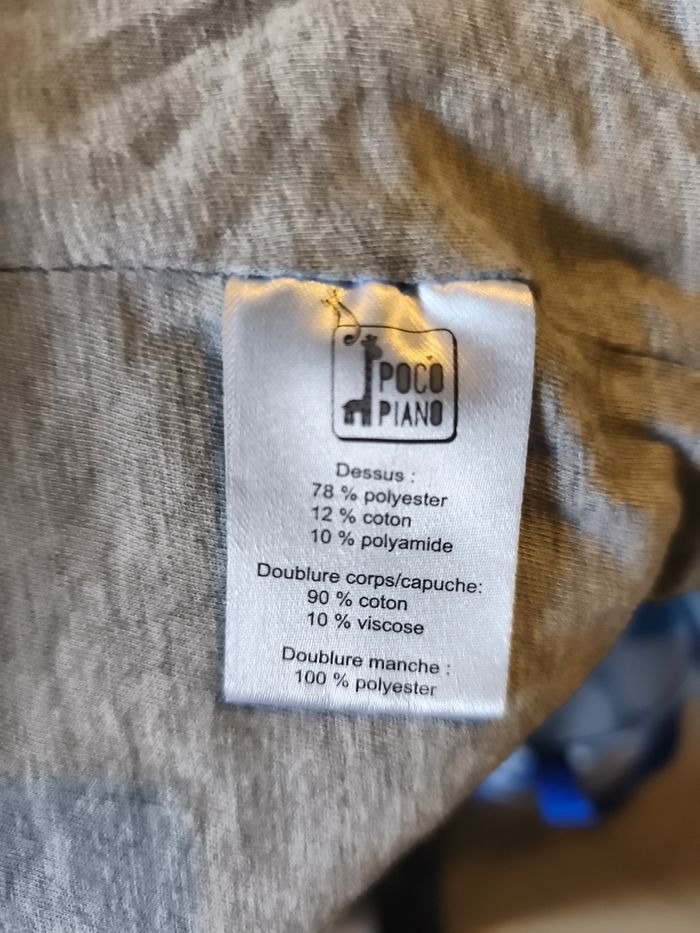 POCO
PIANO
Dessus :
78 % polyester
12 % coton
10 % polyamide
Doublure corps/capuche:
90 % coton
10 % viscose
Doublure manche :
100 % polyester